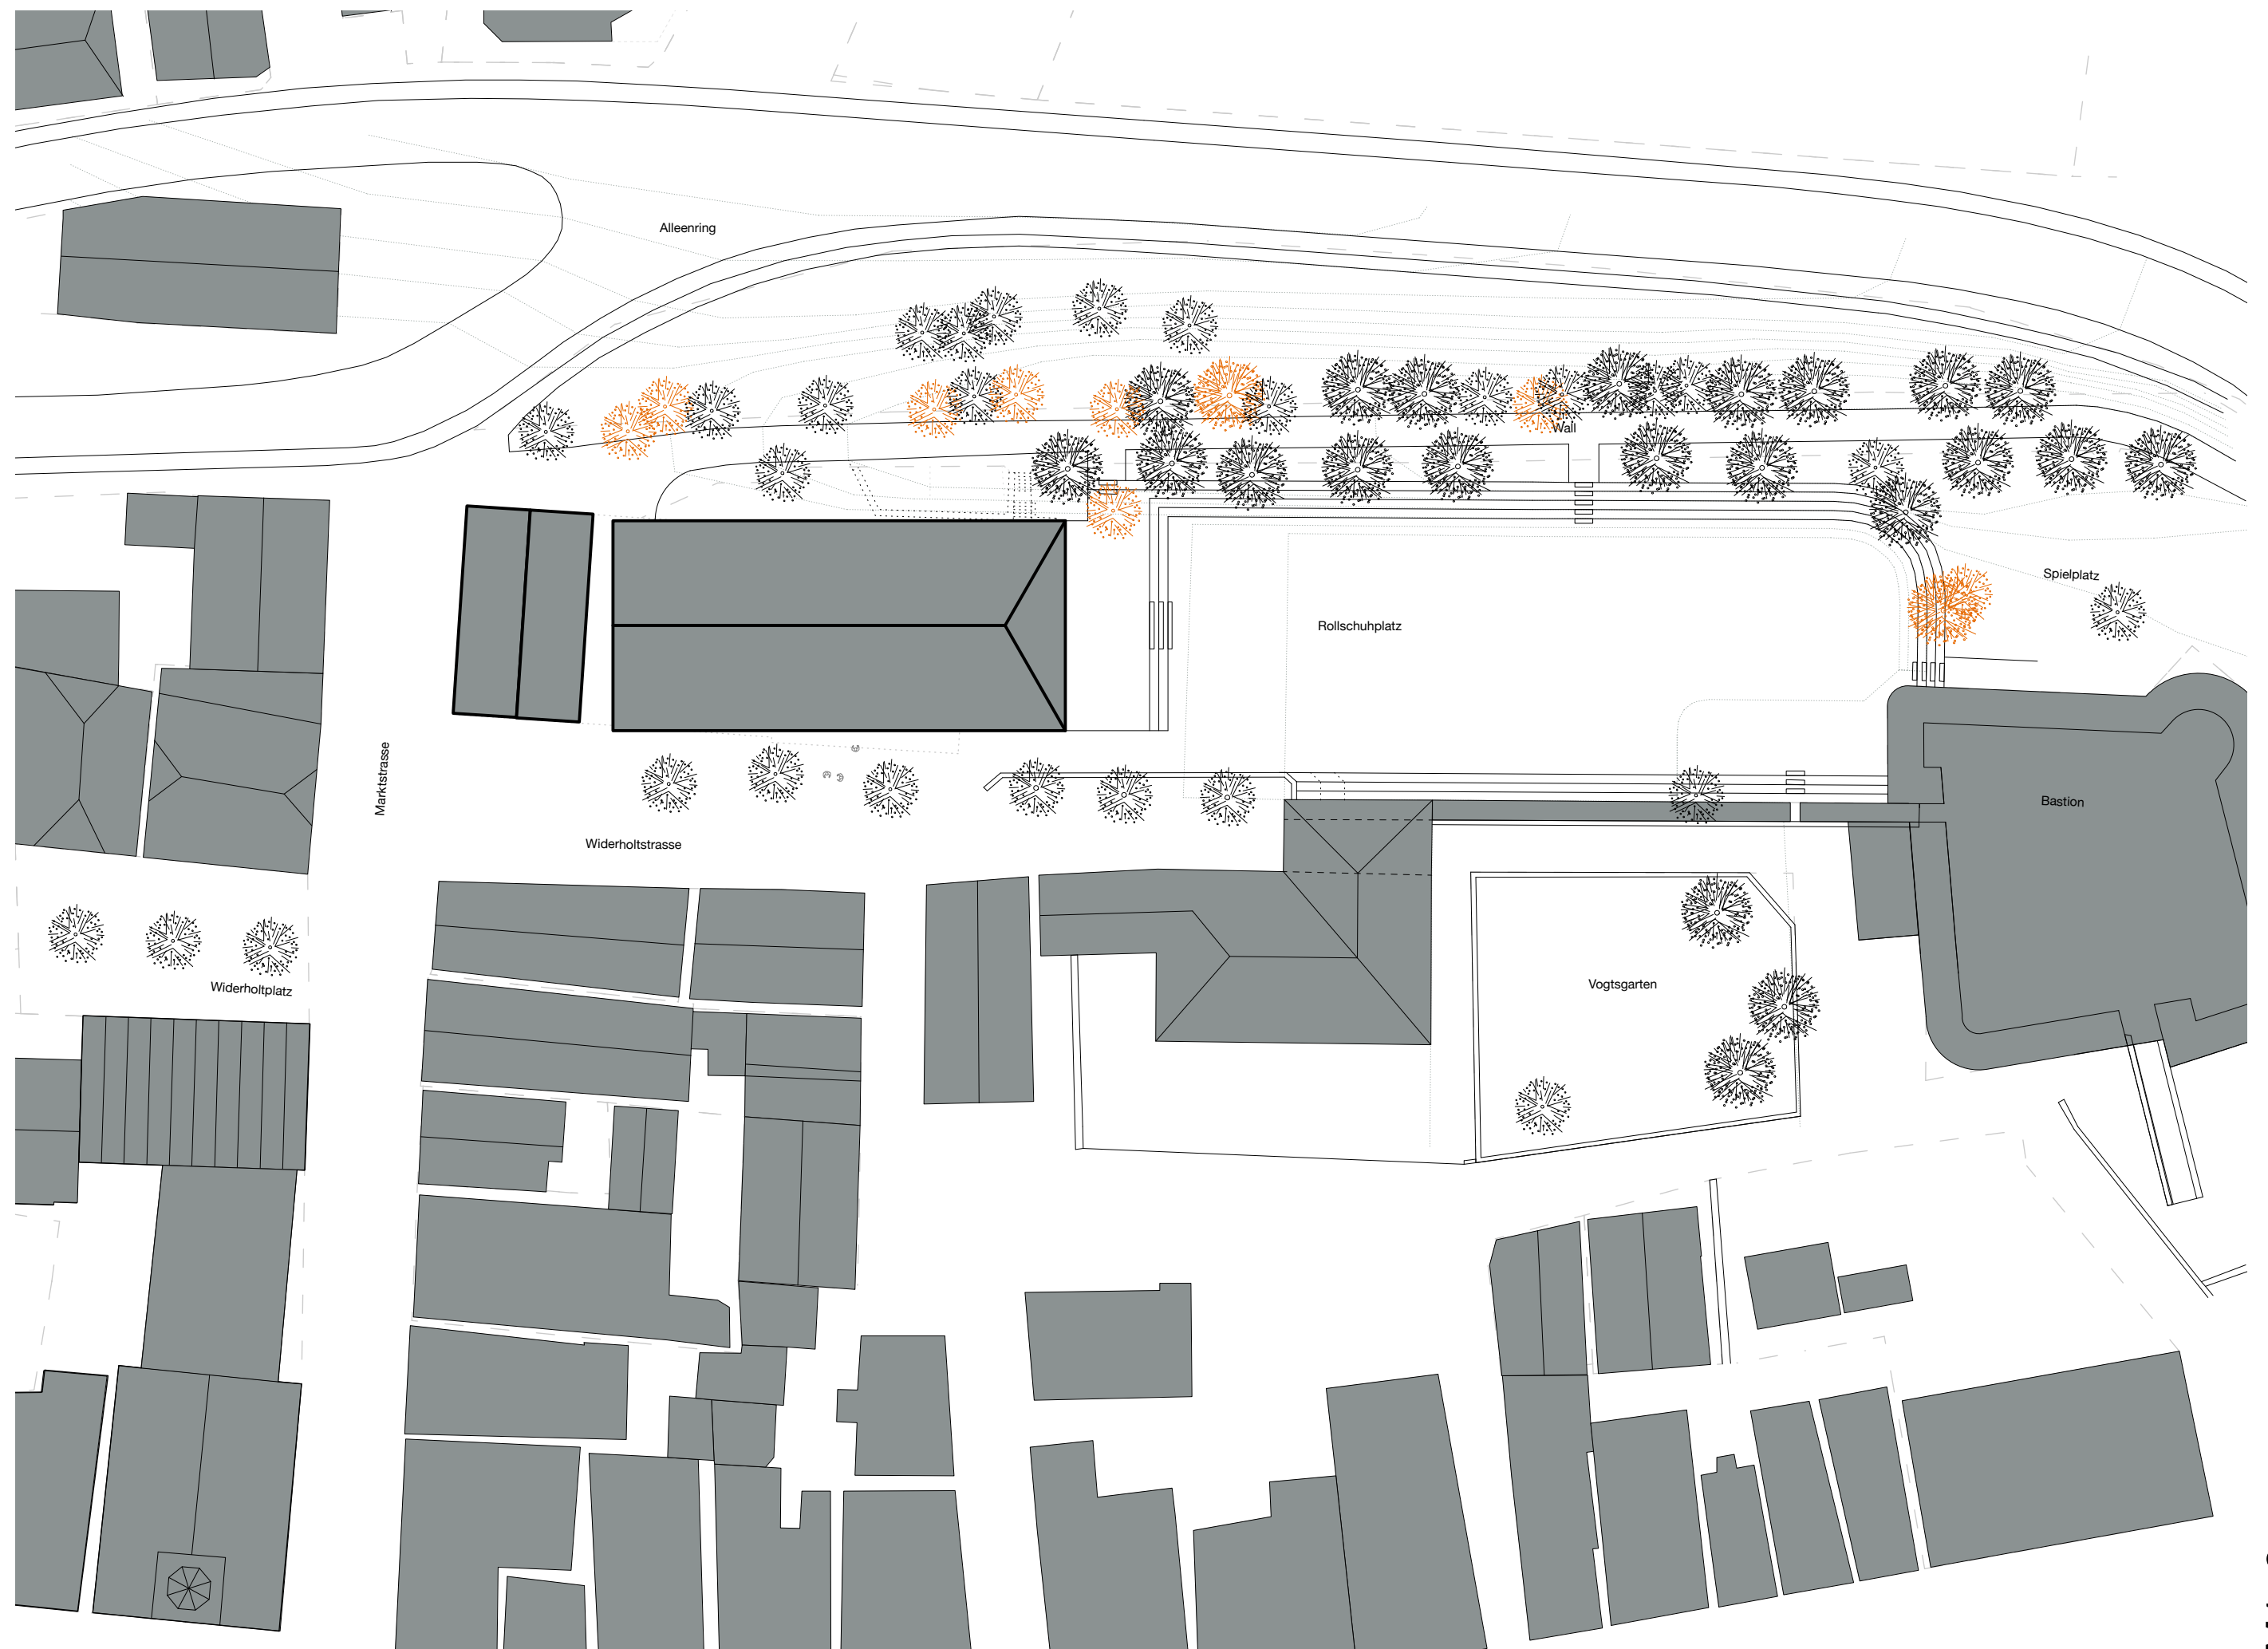 Alleenring
Wall
Spielplatz
Rollschuhplatz
Marktstrasse
Bastion
Widerholtstrasse
Vogtsgarten
Widerholtplatz